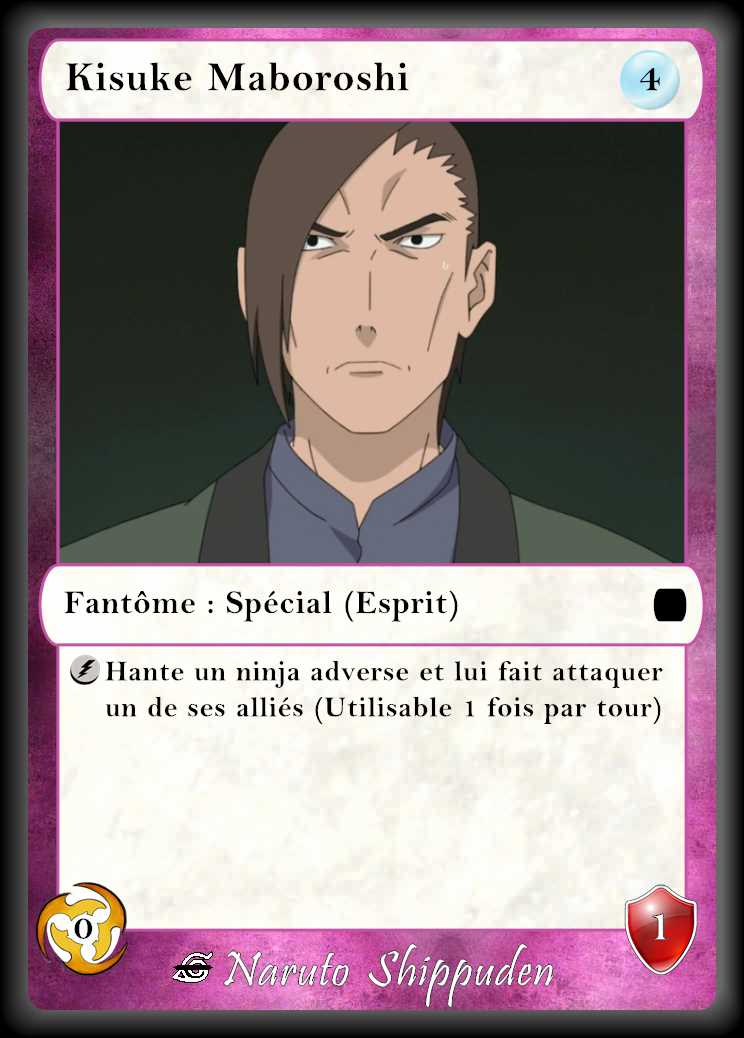 Kisuke Maboroshi
4
Fantôme : Spécial (Esprit)
Hante un ninja adverse et lui fait attaquer
un de ses alliés (Utilisable 1 fois par tour)
0
1
Naruto Shippuden